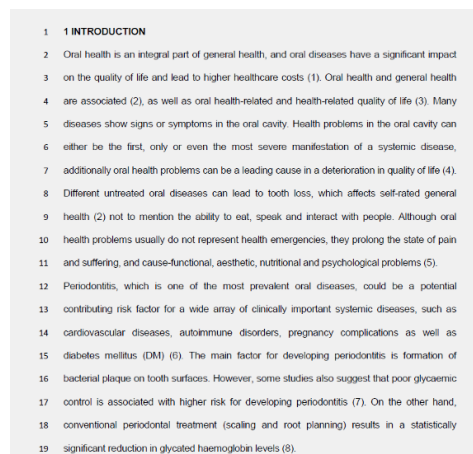 1 1 INTRODUCTION
2 Oral health is an integral part of general health, and oral diseases have a significant impact
3 on the quality of life and lead to higher healthcare costs (1). Oral health and general health
4 are associated (2), as well as oral health-related and health-related quality of life (3). Many
5 diseases show signs or symptoms in the oral cavity. Health problems in the oral cavity can
6 either be the first, only or even the most severe manifestation of a systemic disease,
7 additionally oral health problems can be a leading cause in a deterioration in quality of life (4).
8 Different untreated oral diseases can lead to tooth loss, which affects self-rated general
9 health (2) not to mention the ability to eat, speak and interact with people. Although oral
10 health problems usually do not represent health emergencies, they prolong the state of pain
11 and suffering, and cause-functional, aesthetic, nutritional and psychological problems (5).
12 Periodontitis, which is one of the most prevalent oral diseases, could be a potential
13 contributing risk factor for a wide array of clinically important systemic diseases, such as
14 cardiovascular diseases, autoimmune disorders, pregnancy complications as well as
15 diabetes mellitus (DM) (6). The main factor for developing periodontitis is formation of
16 bacterial plaque on tooth surfaces. However, some studies also suggest that poor glycaemic
17 control is associated with higher risk for developing periodontitis (7). On the other hand,
18 conventional periodontal treatment (scaling and root planning) results in a statistically
19 significant reduction in glycated haemoglobin levels (8).